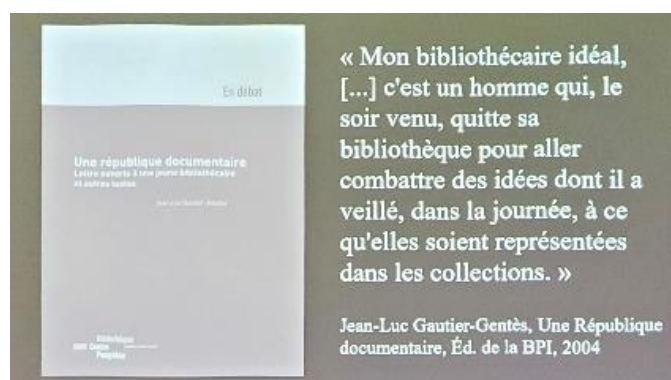 En débat
Une république documentaire
Lettre ouverte à une jeune bibliothécaire
et autres textes
Bibliothèque
Centre
Pompidou
« Mon bibliothécaire idéal,
[...] c'est un homme qui, le
soir venu, quitte sa
bibliothèque pour aller
combattre des idées dont il a
veillé, dans la journée, à ce
qu'elles soient représentées
dans les collections. »
Jean-Luc Gautier-Gentès, Une République
documentaire, Éd. de la BPI, 2004